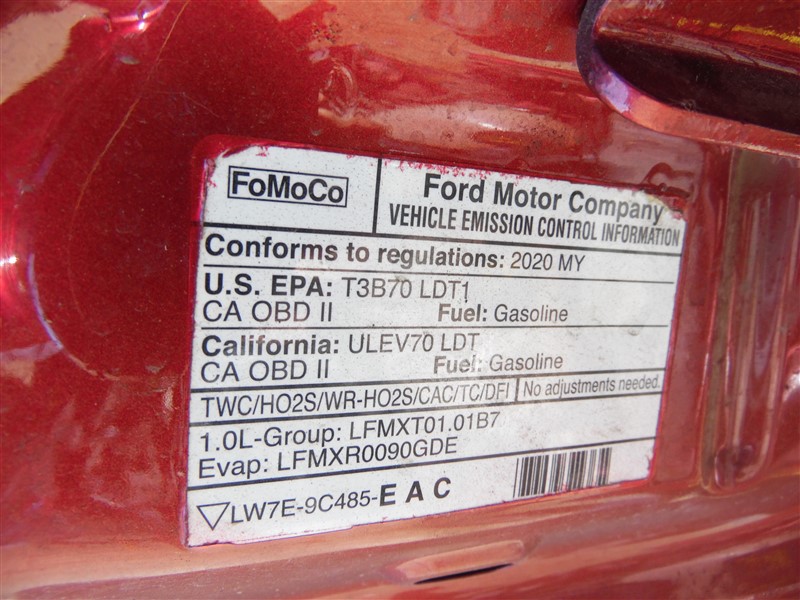 FoMoCo
Ford Motor Company
VEHICLE EMISSION CONTROL INFORMATION
Conforms to regulations: 2020 MY
U.S. EPA: T3B70 LDT1
CA OBD II Fuel: Gasoline
California: ULEV70 LDT
CA OBD II Fuel: Gasoline
TWC/HO2S/WR-HO2S/CAC/TC/DFI No adjustments needed.
1.0L-Group: LFMXT01.01B7
Evap: LFMXR0090GDE
LW7E-9C485-E A C